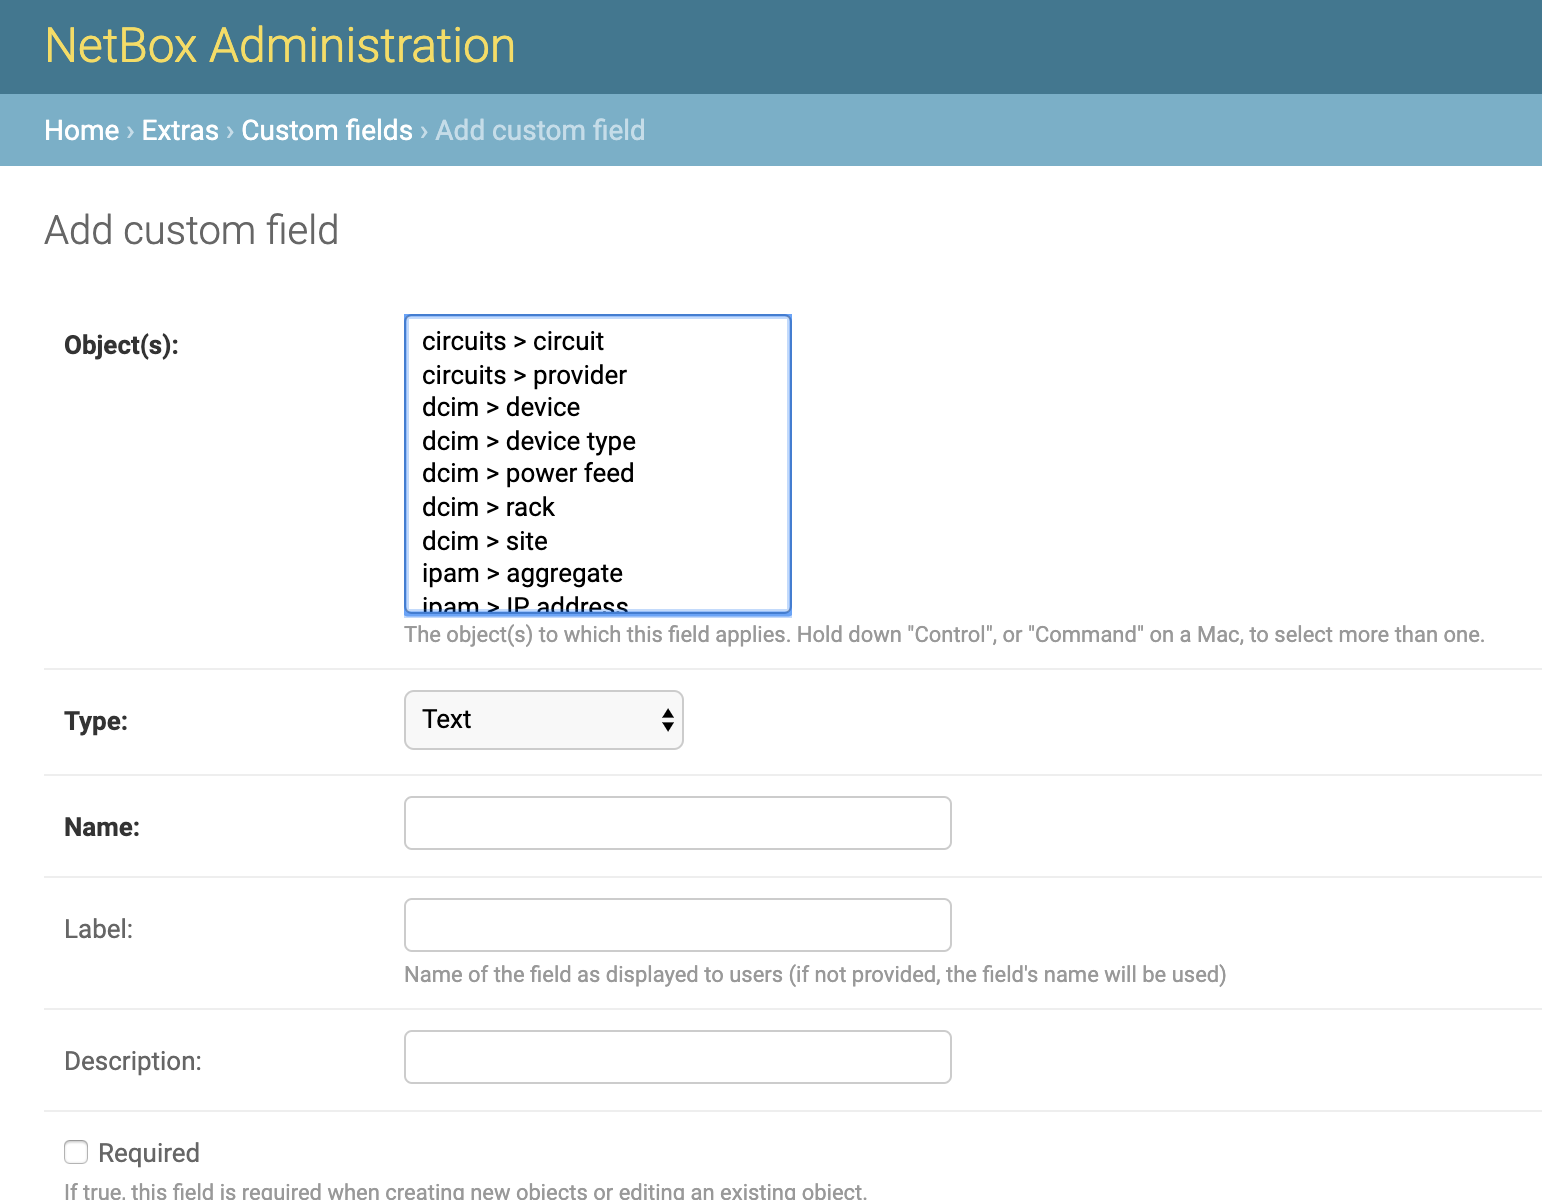 NetBox Administration
Home › Extras › Custom fields › Add custom field
Add custom field
Object(s):
circuits > circuit
circuits > provider
dcim > device
dcim > device type
dcim > power feed
dcim > rack
dcim > site
ipam > aggregate
ipam > IP address
The object(s) to which this field applies. Hold down "Control", or "Command" on a Mac, to select more than one.
Type:
Text
Name:
Label:
Name of the field as displayed to users (if not provided, the field's name will be used)
Description:
Required
If true, this field is required when creating new objects or editing an existing object.